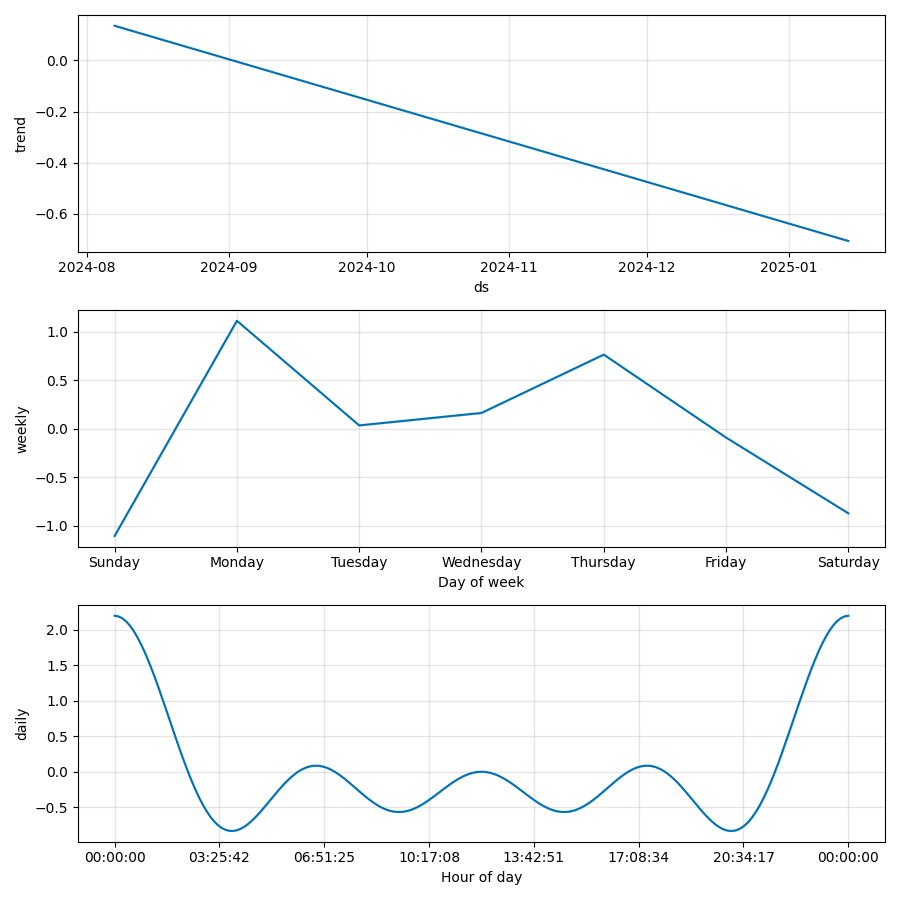 trend
0.0
−0.2
−0.4
−0.6
2024-08 2024-09 2024-10 2024-11 2024-12 2025-01
ds
weekly
1.0
0.5
0.0
−0.5
−1.0
Sunday Monday Tuesday Wednesday Thursday Friday Saturday
Day of week
daily
2.0
1.5
1.0
0.5
0.0
−0.5
00:00:00 03:25:42 06:51:25 10:17:08 13:42:51 17:08:34 20:34:17 00:00:00
Hour of day